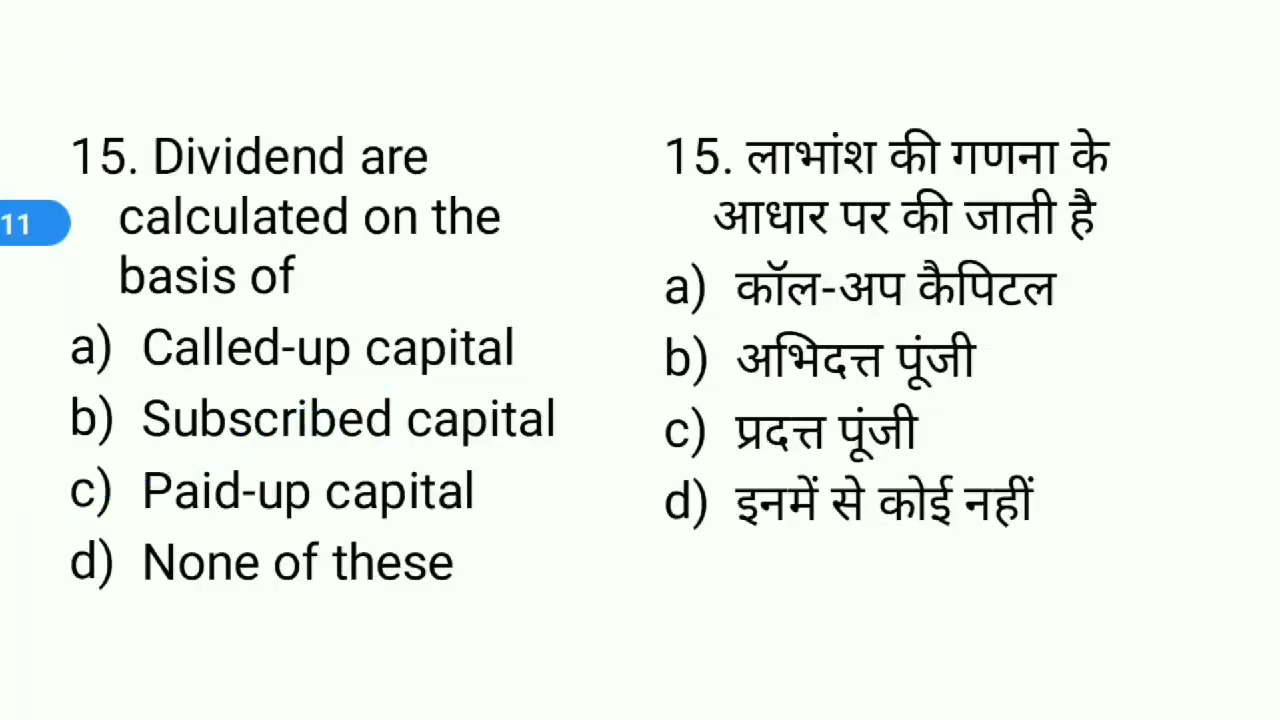 15. Dividend are
calculated on the
basis of
a) Called-up capital
b) Subscribed capital
c) Paid-up capital
d) None of these
11
15. लाभांश की गणना के
आधार पर की जाती है
a) कॉल-अप कैपिटल
b) अभिदत्त पूंजी
c) प्रदत्त पूंजी
d) इनमें से कोई नहीं